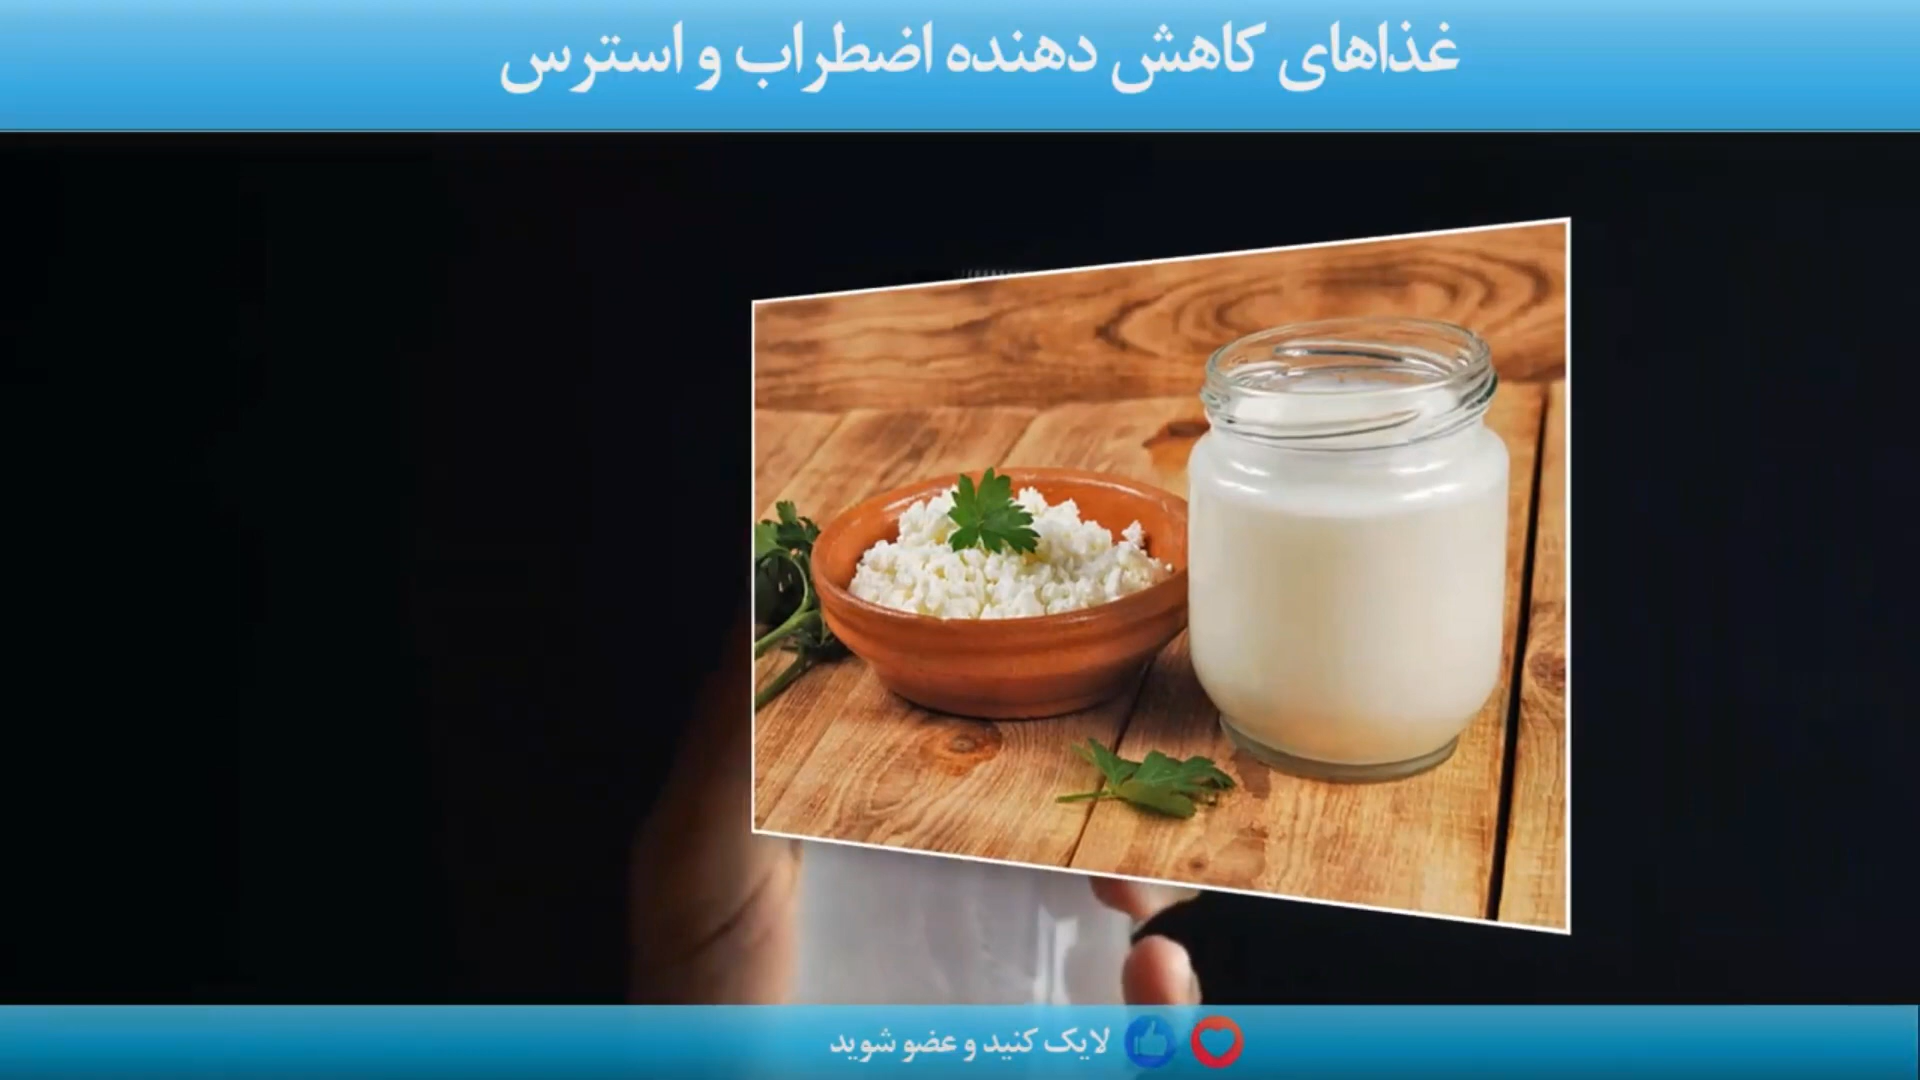 غذاهای کاهش دهنده اضطراب و استرس
لایک کنید و عضو شوید